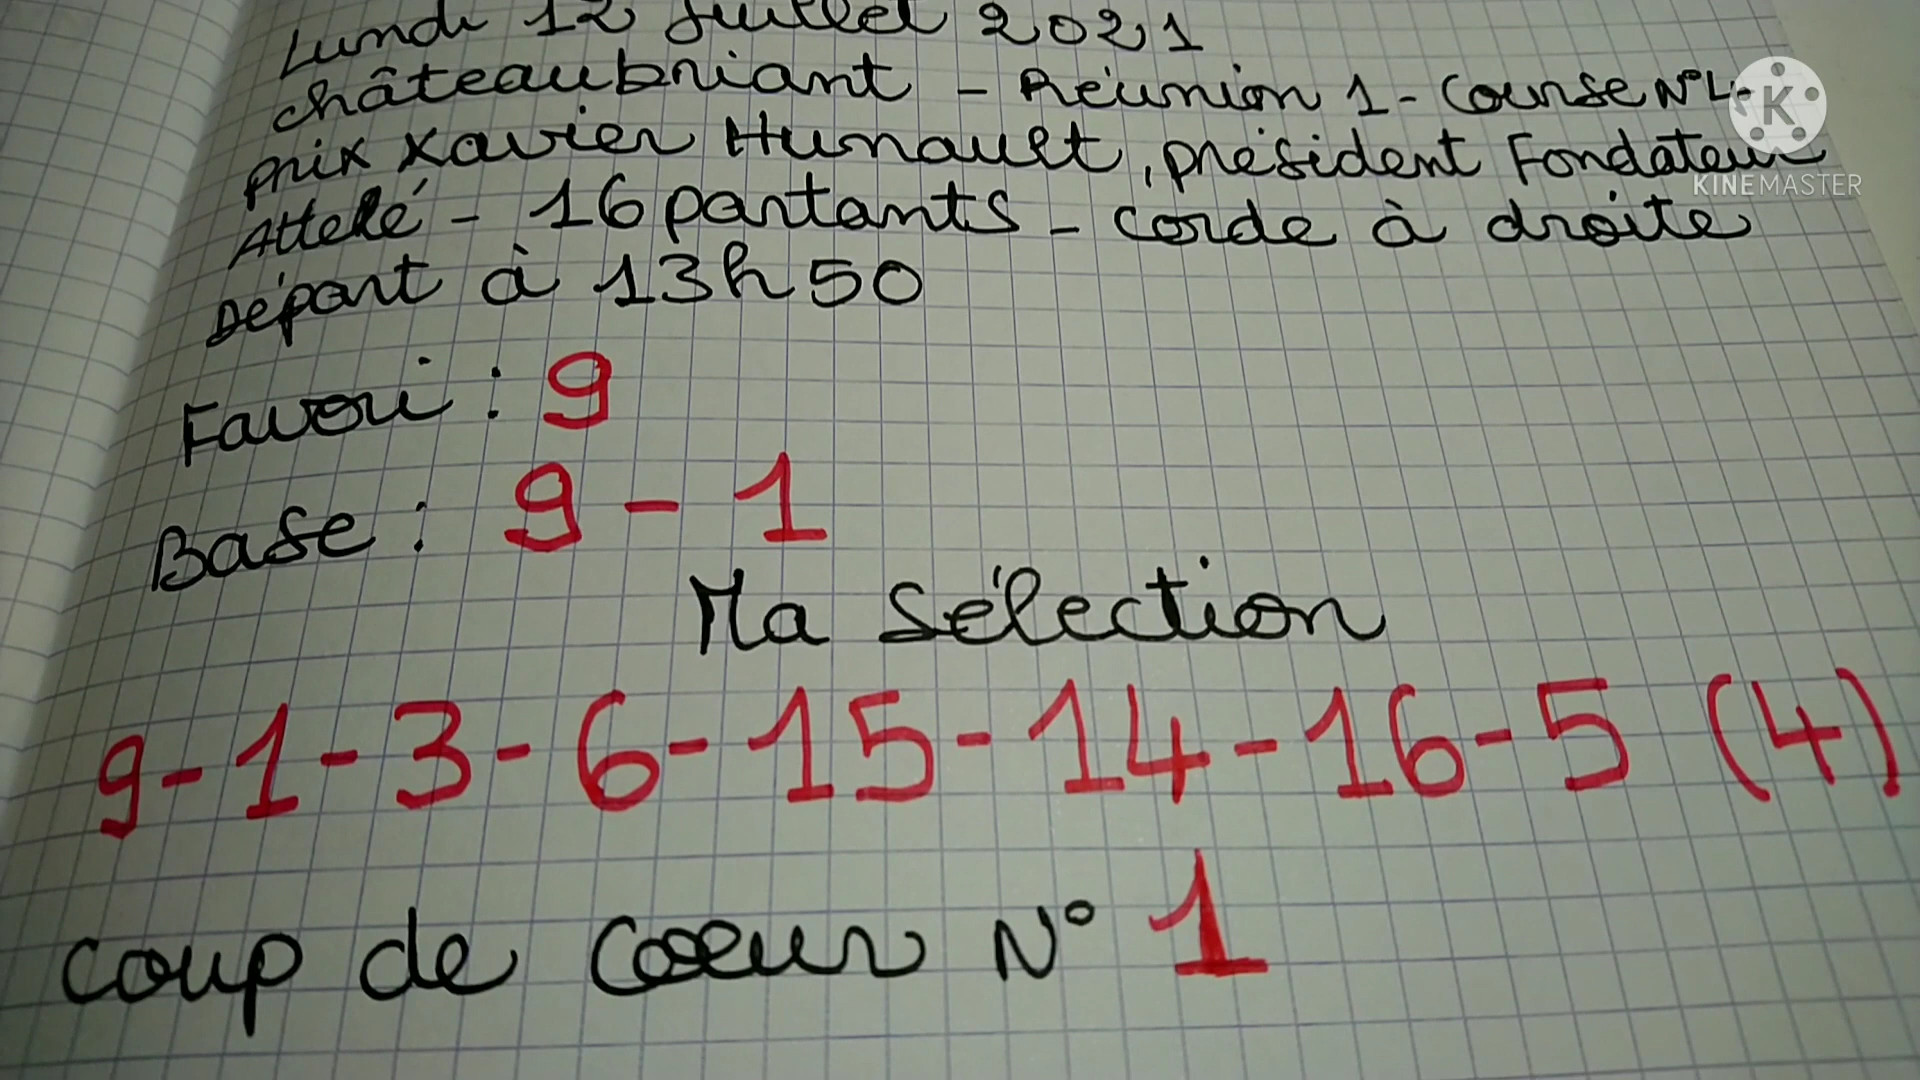 Lundi 12 Juillet 2021
châteaubriant - Réunion 1 - Course N°4-
prix Xavier Hunault, président Fondateur
Attelé - 16 partants - corde à droite
Départ à 13h50
Favori : 9
Base : 9 - 1
Ma sélection
9-1-3-6-15-14-16-5 (4)
coup de Coeur N° 1
K
KINEMASTER